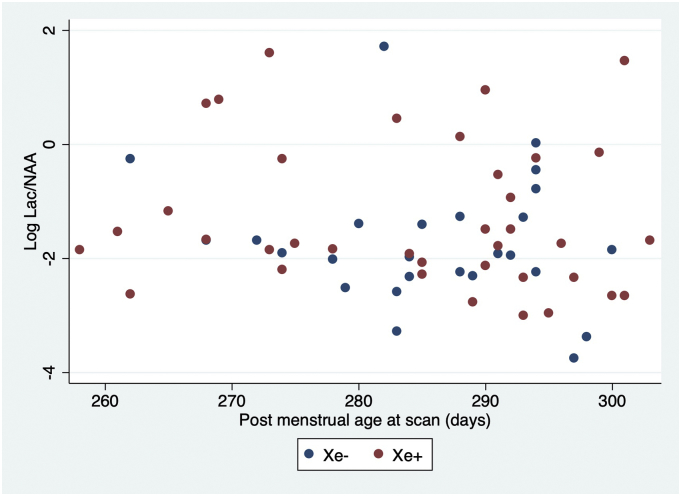 2
0
-2
-4
Log Lac/NAA
260 270 280 290 300
Post menstrual age at scan (days)
Xe- Xe+